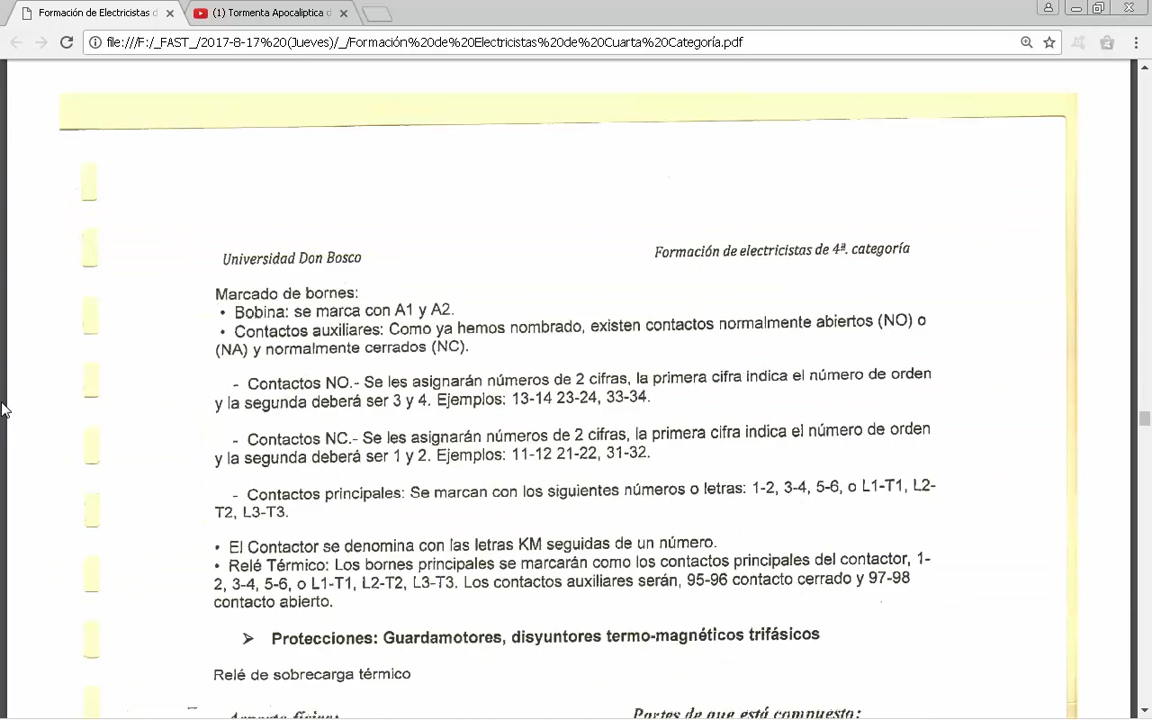 Formación de Electricistas d
(1) Tormenta Apocalíptica d
file:///F:/_FAST_/2017-8-17%20(Jueves)/_/Formación%20de%20Electricistas%20de%20Cuarta%20Categoría.pdf
Universidad Don Bosco
Formación de electricistas de 4ª. categoría
Marcado de bornes:
• Bobina: se marca con A1 y A2.
• Contactos auxiliares: Como ya hemos nombrado, existen contactos normalmente abiertos (NO) o
(NA) y normalmente cerrados (NC).
- Contactos NO.- Se les asignarán números de 2 cifras, la primera cifra indica el número de orden
y la segunda deberá ser 3 y 4. Ejemplos: 13-14 23-24, 33-34.
- Contactos NC.- Se les asignarán números de 2 cifras, la primera cifra indica el número de orden
y la segunda deberá ser 1 y 2. Ejemplos: 11-12 21-22, 31-32.
- Contactos principales: Se marcan con los siguientes números o letras: 1-2, 3-4, 5-6, o L1-T1, L2-
T2, L3-T3.
• El Contactor se denomina con las letras KM seguidas de un número.
• Relé Térmico: Los bornes principales se marcarán como los contactos principales del contactor, 1-
2, 3-4, 5-6, o L1-T1, L2-T2, L3-T3. Los contactos auxiliares serán, 95-96 contacto cerrado y 97-98
contacto abierto.
➢ Protecciones: Guardamotores, disyuntores termo-magnéticos trifásicos
Relé de sobrecarga térmico
Aspecto físico:
Partes de que está compuesto: